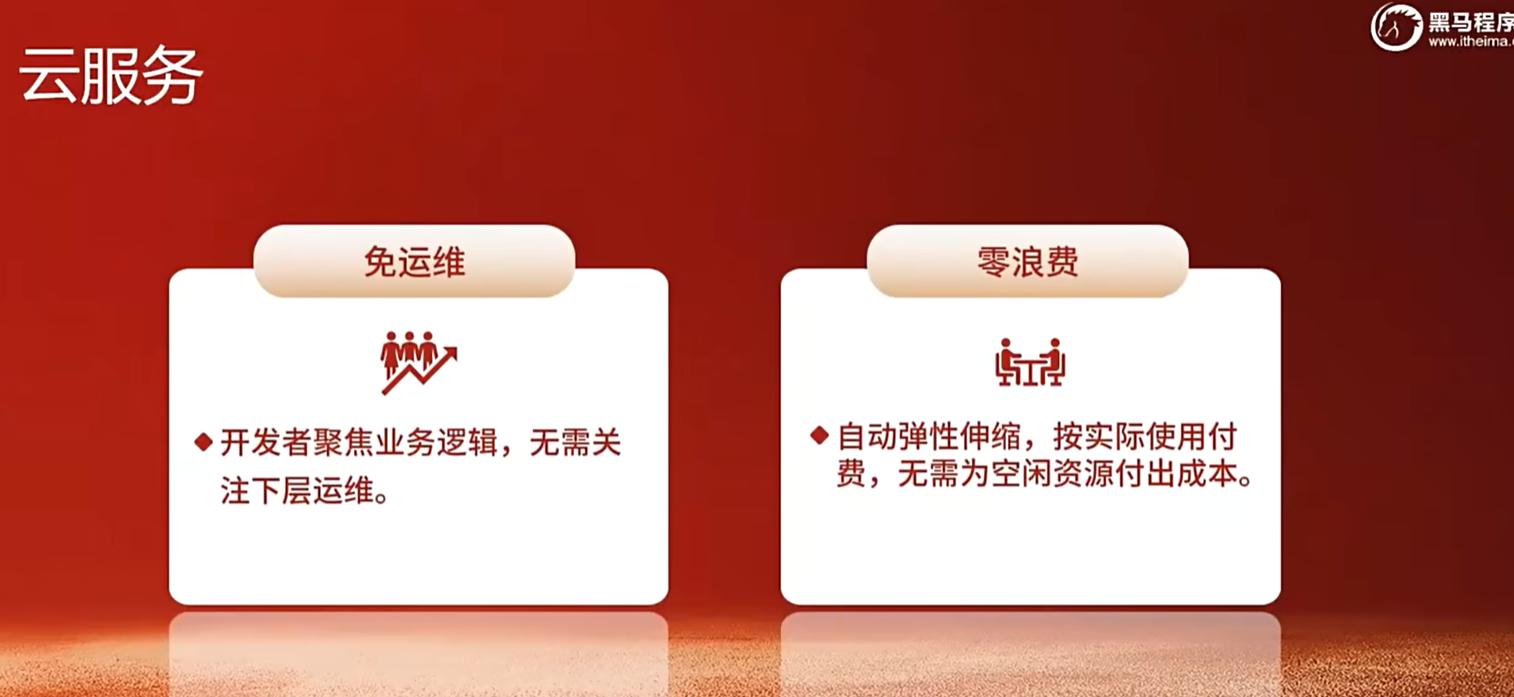 黑马程序
www.itheima.c
云服务
免运维
开发者聚焦业务逻辑，无需关
注下层运维。
零浪费
自动弹性伸缩，按实际使用付
费，无需为空闲资源付出成本。